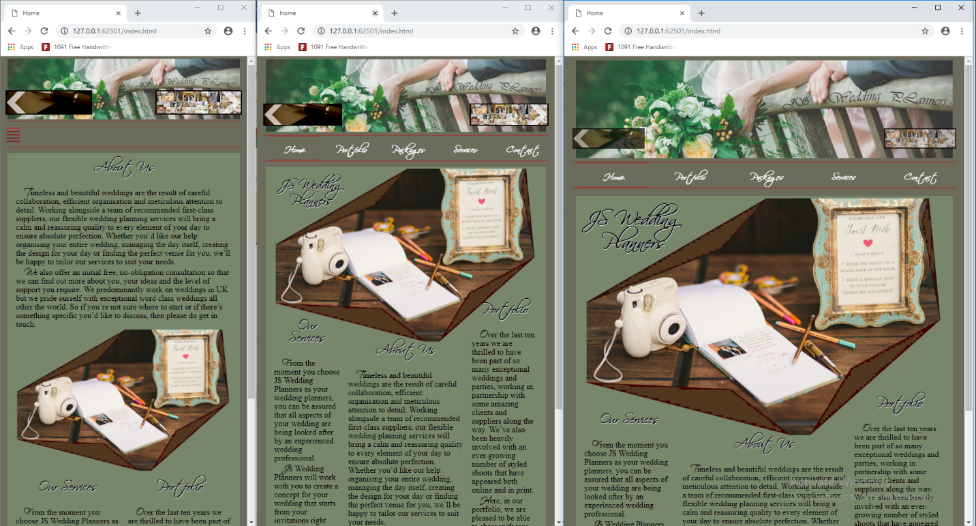 Home
127.0.0.1:62501/index.html
Apps
1091 Free Handwriti
JS Wedding PLanners
About Us
Timeless and beautiful weddings are the result of careful
collaboration, efficient organisation and meticulous attention to
detail. Working alongside a team of recommended first-class
suppliers, our flexible wedding planning services will bring a
calm and reassuring quality to every element of your day to
ensure absolute perfection. Whether you'd like our help
organising your entire wedding, managing the day itself, creating
the design for your day or finding the perfect venue for you, we'll
be happy to tailor our services to suit your needs.
We also offer an initial free, no-obligation consultation so that
we can find out more about you, your ideas and the level of
support you require. We predomonantly work on weddings in UK
but we pride ourself with exceptional word class weddings all
other the world. So if you're not sure where to start or if there's
something specific you'd like to discuss, then please do get in
touch.
Guest Book
Our Services
Portfolio
From the moment you
choose JS Wedding Planners as
Over the last ten years we
are thrilled to have been part of
Home
127.0.0.1:62501/index.html
Apps
1091 Free Handwriti
JS Wedding PLanners
Home
Portfolio
Packages
Services
Contact
JS Wedding
Planners
Guest Book
Our
Services
From the
moment you choose
JS Wedding
Planners as your
wedding planners,
you can be assured
that all aspects of
your wedding are
being looked after
by an experienced
wedding
professional.
JS Wedding
Planners will work
with you to create a
concept for your
wedding that starts
from your
invitations right
About Us
Timeless and beautiful
weddings are the result of careful
collaboration, efficient
organisation and meticulous
attention to detail. Working
alongside a team of recommended
first-class suppliers, our flexible
wedding planning services will
bring a calm and reassuring quality
to every element of your day to
ensure absolute perfection.
Whether you'd like our help
organising your entire wedding,
managing the day itself, creating
the design for your day or finding
the perfect venue for you, we'll be
happy to tailor our services to suit
your needs.
Portfolio
Over the last ten
years we are
thrilled to have
been part of so
many exceptional
weddings and
parties, working in
partnership with
some amazing
clients and
suppliers along the
way. We've also
been heavily
involved with an
ever-growing
number of styled
shoots that have
appeared both
online and in print.
Here, in our
portfolio, we are
pleased to be able
Home
127.0.0.1:62501/index.html
Apps
1091 Free Handwriti
JS Wedding PLanners
Home
Portfolio
Packages
Services
Contact
JS Wedding
Planners
PLEASE SIGN OUR
Guest Book
Our Services
From the moment you
choose JS Wedding
Planners as your wedding
planners, you can be
assured that all aspects of
your wedding are being
looked after by an
experienced wedding
professional.
About Us
Timeless and beautiful weddings are the
result of careful collaboration, efficient organisation and
meticulous attention to detail. Working alongside
a team of recommended first-class suppliers, our
flexible wedding planning services will bring a
calm and reassuring quality to every element of
your day to ensure absolute perfection. Whether
Portfolio
Over the last ten years
we are thrilled to have
been part of so many
exceptional weddings and
parties, working in
partnership with some
amazing clients and
suppliers along the way.
We've also been heavily
involved with an ever-
growing number of styled
shoots that have appeared